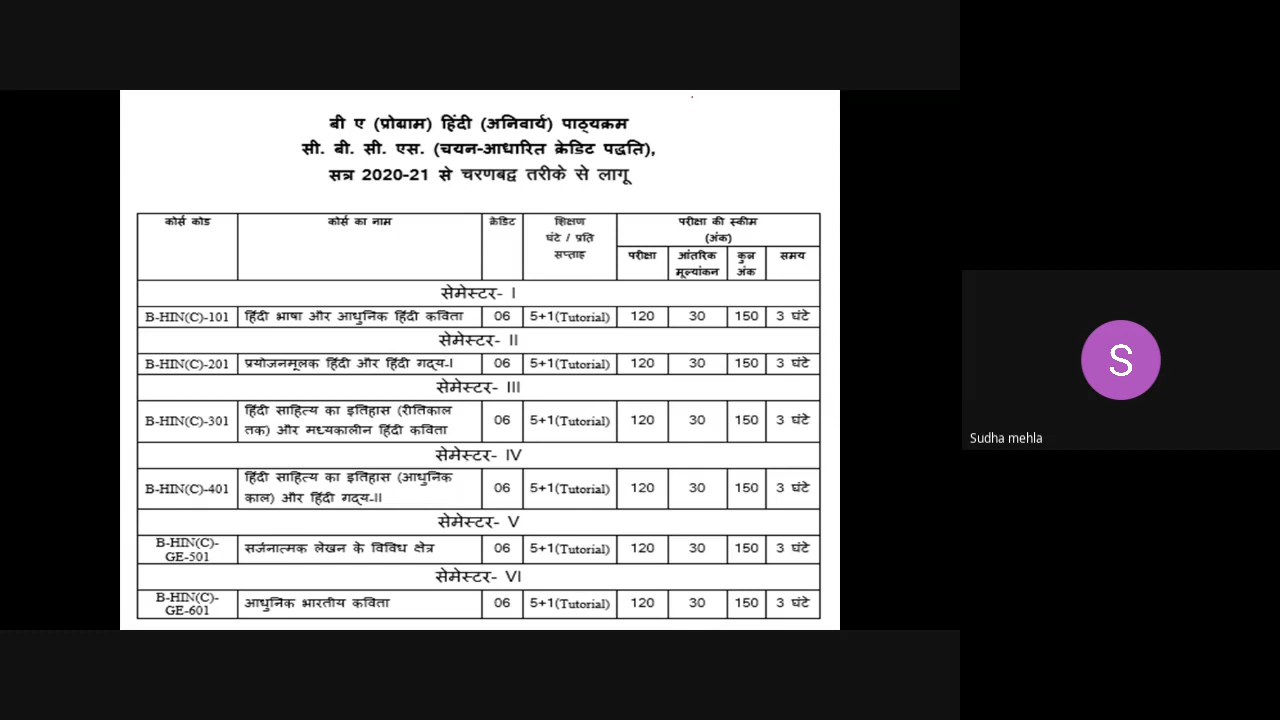 बी ए (प्रोग्राम) हिंदी (अनिवार्य) पाठ्यक्रम
सी. बी. सी. एस. (चयन-आधारित क्रेडिट पद्धति),
सत्र 2020-21 से चरणबद्व तरीके से लागू
कोर्स कोड कोर्स का नाम क्रेडिट शिक्षण घंटे / प्रति सप्ताह परीक्षा की स्कीम (अंक)
परीक्षा आंतरिक मूल्यांकन कुल अंक समय
सेमेस्टर- I
B-HIN(C)-101 हिंदी भाषा और आधुनिक हिंदी कविता 06 5+1(Tutorial) 120 30 150 3 घंटे
सेमेस्टर- II
B-HIN(C)-201 प्रयोजनमूलक हिंदी और हिंदी गद्य-I 06 5+1(Tutorial) 120 30 150 3 घंटे
सेमेस्टर- III
B-HIN(C)-301 हिंदी साहित्य का इतिहास (रीतिकाल तक) और मध्यकालीन हिंदी कविता 06 5+1(Tutorial) 120 30 150 3 घंटे
सेमेस्टर- IV
B-HIN(C)-401 हिंदी साहित्य का इतिहास (आधुनिक काल) और हिंदी गद्य-II 06 5+1(Tutorial) 120 30 150 3 घंटे
सेमेस्टर- V
B-HIN(C)-GE-501 सर्जनात्मक लेखन के विविध क्षेत्र 06 5+1(Tutorial) 120 30 150 3 घंटे
सेमेस्टर- VI
B-HIN(C)-GE-601 आधुनिक भारतीय कविता 06 5+1(Tutorial) 120 30 150 3 घंटे
S
Sudha mehla